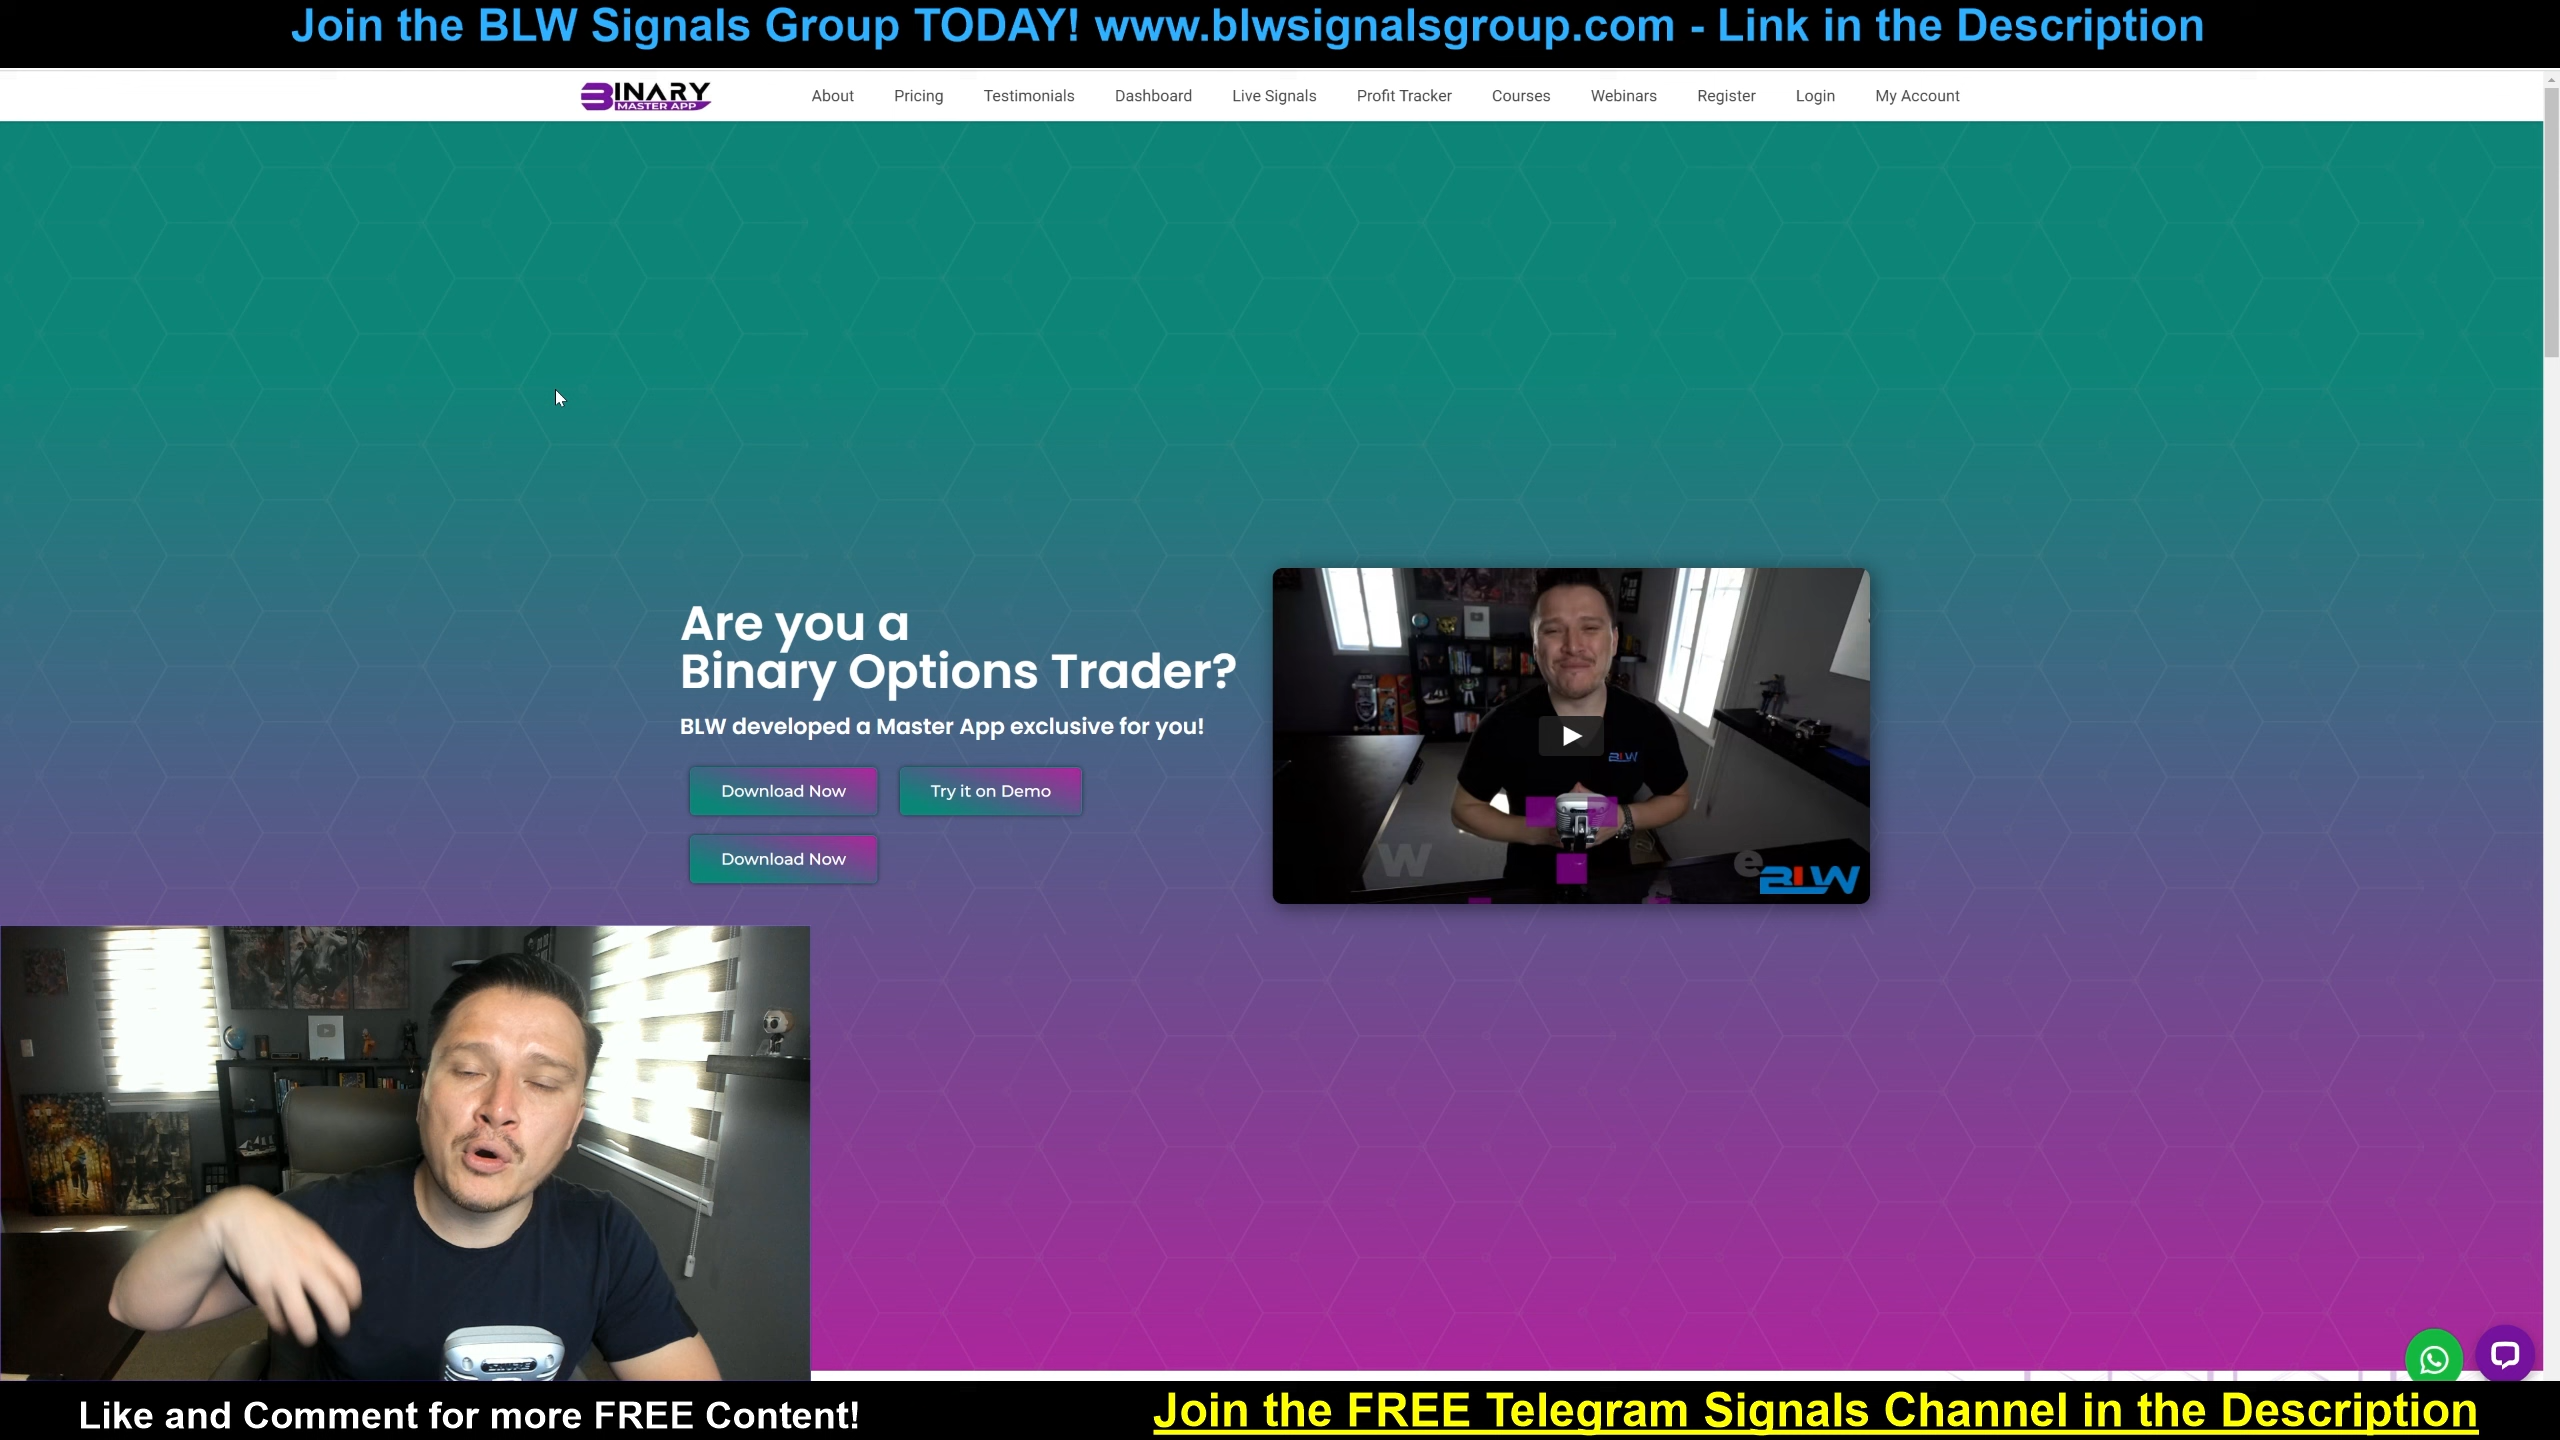 Join the BLW Signals Group TODAY! www.blwsignalsgroup.com - Link in the Description
BINARY
MASTER APP
About Pricing Testimonials Dashboard Live Signals Profit Tracker Courses Webinars Register Login My Account
Are you a
Binary Options Trader?
BLW developed a Master App exclusive for you!
Download Now Try it on Demo
Download Now
BLW
W
e
BLW
SHURE
Like and Comment for more FREE Content!
Join the FREE Telegram Signals Channel in the Description